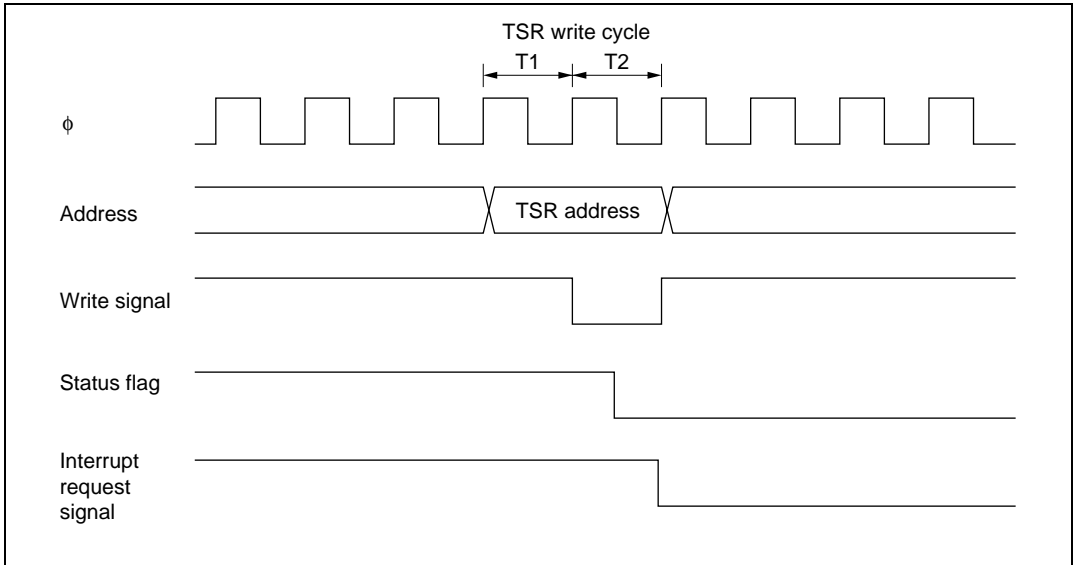 TSR write cycle
T1 T2
ϕ
Address
TSR address
Write signal
Status flag
Interrupt
request
signal